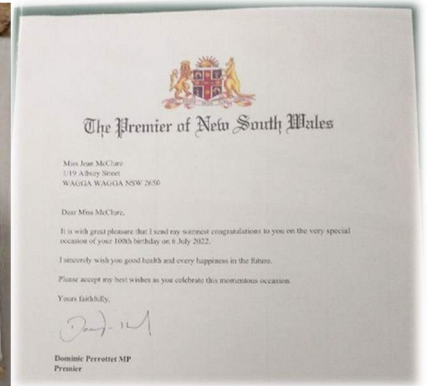 The Premier of New South Wales
Miss Jean McClure
1/19 Albury Street
WAGGA WAGGA NSW 2650
Dear Miss McClure,
It is with great pleasure that I send my warmest congratulations to you on the very special
occasion of your 100th birthday on 6 July 2022.
I sincerely wish you good health and every happiness in the future.
Please accept my best wishes as you celebrate this momentous occasion.
Yours faithfully,
Dominic Perrottet MP
Premier